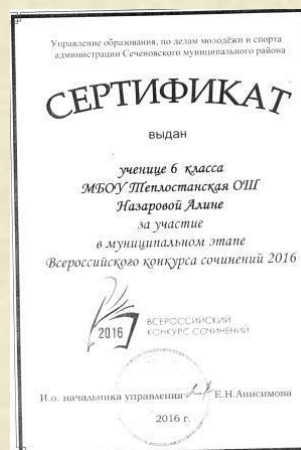 Управление образования, по делам молодёжи и спорта
администрации Сеченовского муниципального района
СЕРТИФИКАТ
выдан
ученице 6 класса
МБОУ Теплостанская ОШ
Назаровой Алине
за участие
в муниципальном этапе
Всероссийского конкурса сочинений 2016
2016
ВСЕРОССИЙСКИЙ
КОНКУРС СОЧИНЕНИЙ
И.о. начальника управления Е.Н.Анисимова
2016 г.